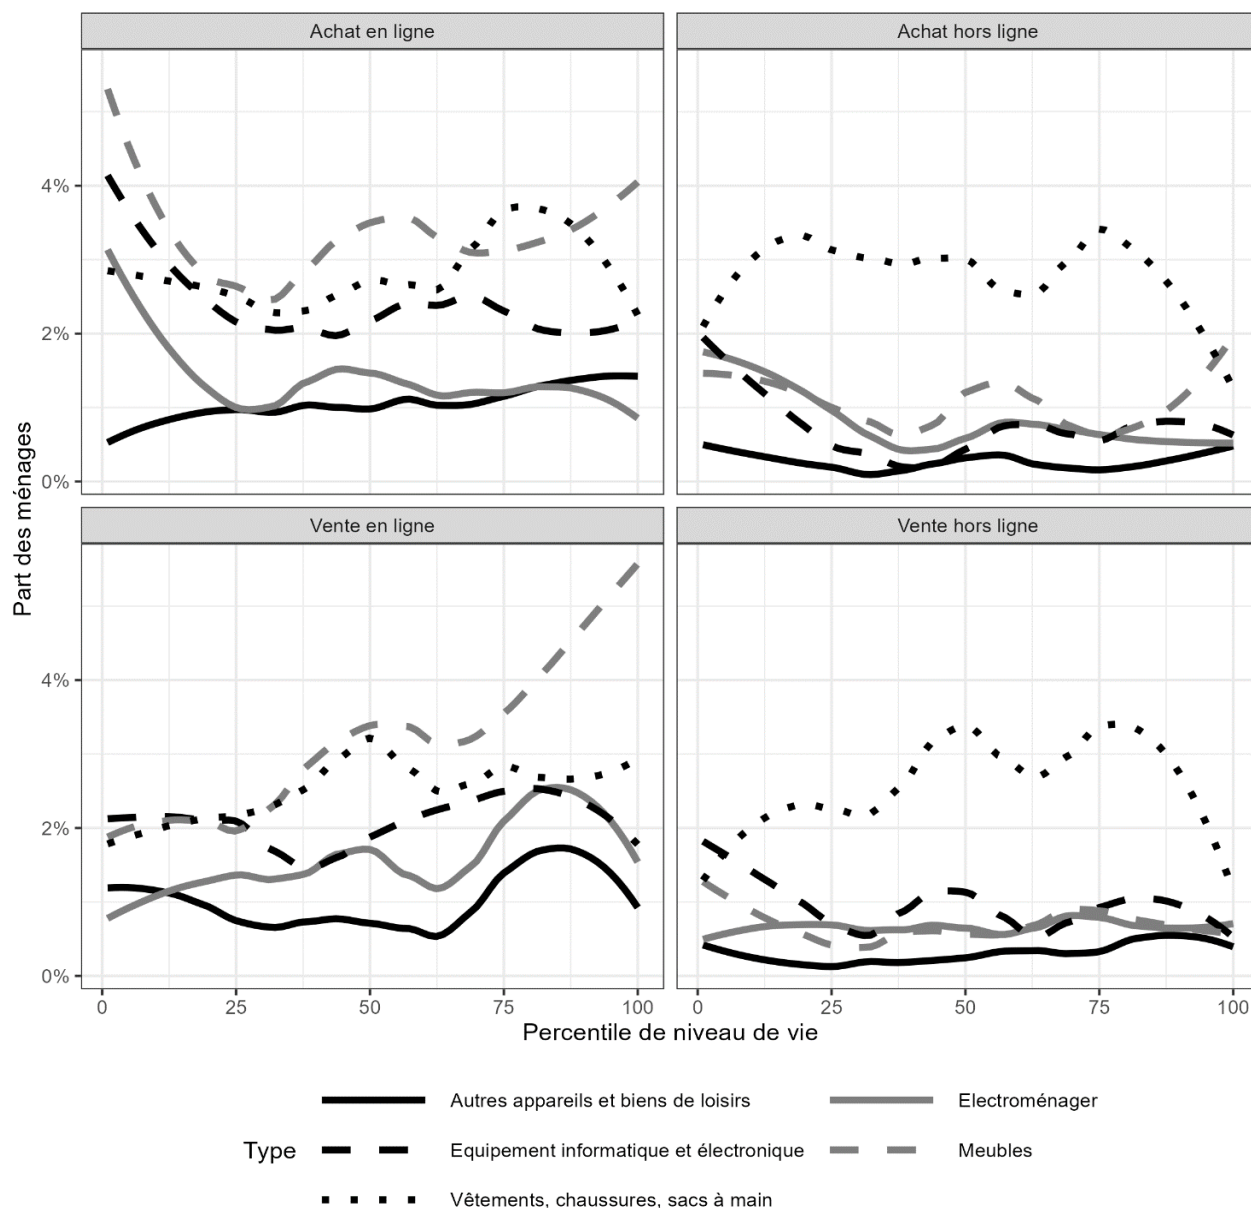 Achat en ligne
Achat hors ligne
4%
2%
0%
Part des ménages
Vente en ligne
Vente hors ligne
4%
2%
0%
0 25 50 75 100 0 25 50 75 100
Percentile de niveau de vie
Type
Autres appareils et biens de loisirs
Electroménager
Equipement informatique et électronique
Meubles
Vêtements, chaussures, sacs à main